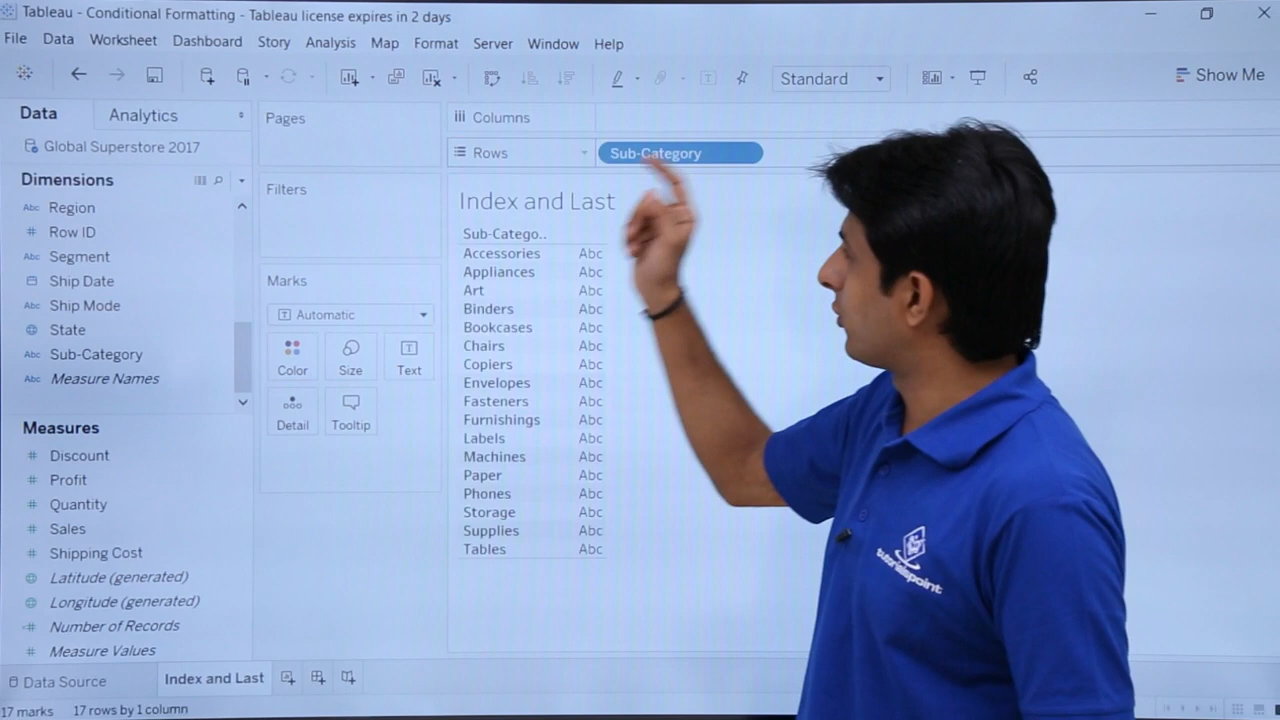 Tableau - Conditional Formatting - Tableau license expires in 2 days
File Data Worksheet Dashboard Story Analysis Map Format Server Window Help
Standard
Show Me
Data Analytics
Global Superstore 2017
Dimensions
Abc Region
# Row ID
Abc Segment
Ship Date
Abc Ship Mode
State
Abc Sub-Category
Abc Measure Names
Measures
# Discount
# Profit
# Quantity
# Sales
# Shipping Cost
Latitude (generated)
Longitude (generated)
# Number of Records
# Measure Values
Pages
Filters
Marks
T Automatic
Color Size Text
Detail Tooltip
Columns
Rows Sub-Category
Index and Last
Sub-Catego..
Accessories Abc
Appliances Abc
Art Abc
Binders Abc
Bookcases Abc
Chairs Abc
Copiers Abc
Envelopes Abc
Fasteners Abc
Furnishings Abc
Labels Abc
Machines Abc
Paper Abc
Phones Abc
Storage Abc
Supplies Abc
Tables Abc
tutorialspoint
Data Source Index and Last
17 marks 17 rows by 1 column